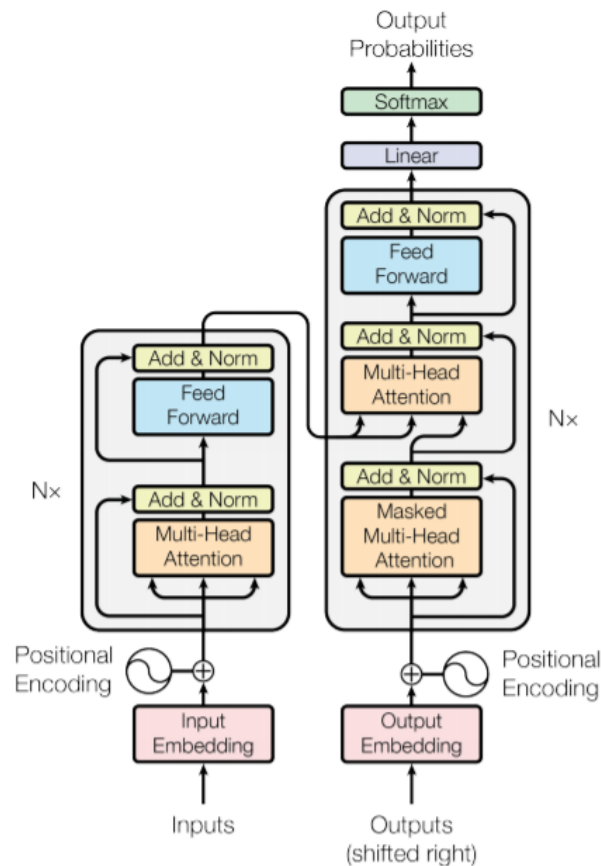 Output
Probabilities
Softmax
Linear
Add & Norm
Feed
Forward
Add & Norm
Multi-Head
Attention
Nx
Add & Norm
Masked
Multi-Head
Attention
Add & Norm
Feed
Forward
Nx
Add & Norm
Multi-Head
Attention
Positional
Encoding
Positional
Encoding
Input
Embedding
Output
Embedding
Inputs
Outputs
(shifted right)